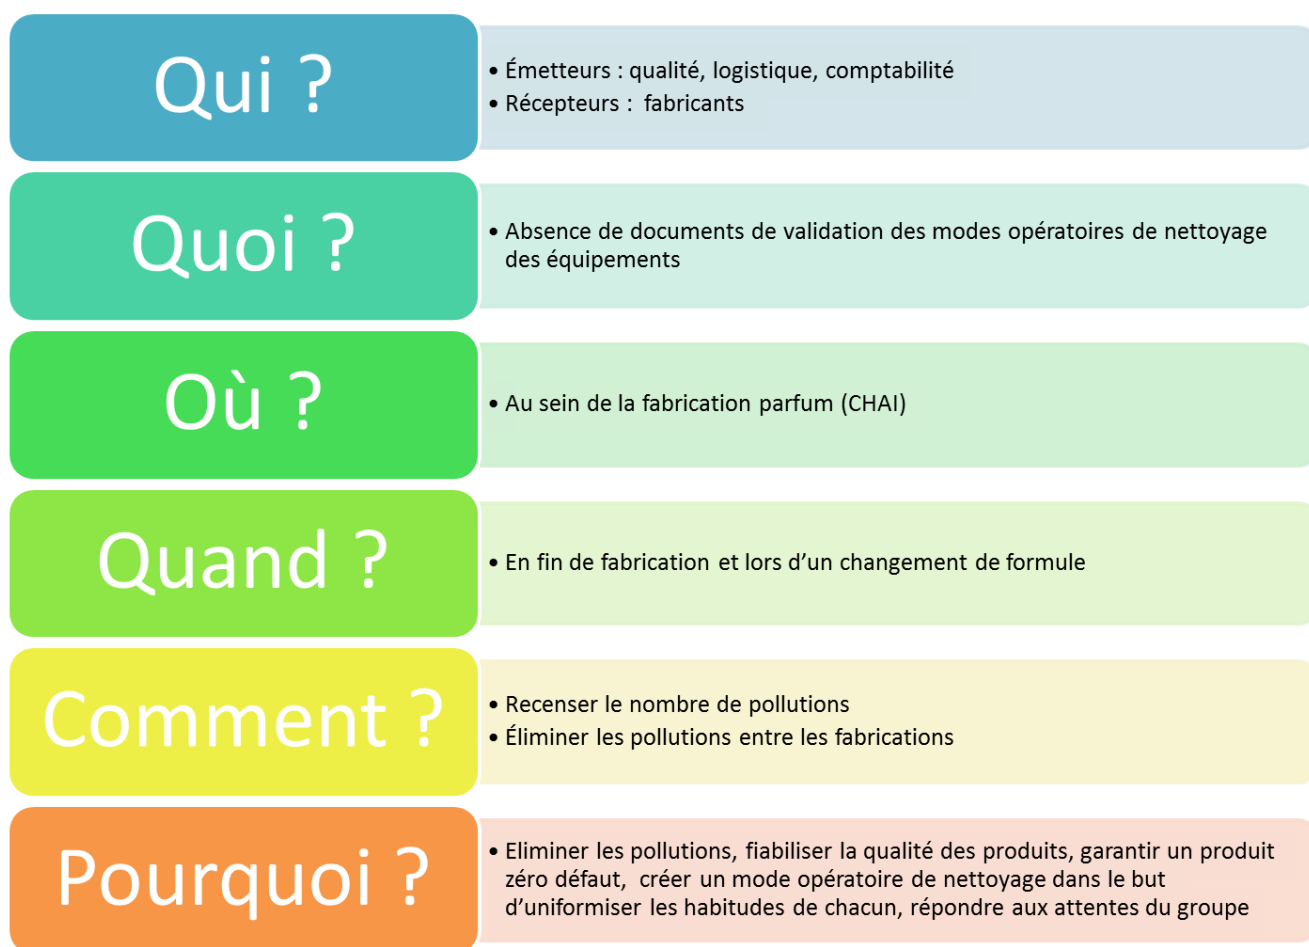 Qui ?
• Émetteurs : qualité, logistique, comptabilité
• Récepteurs : fabricants
Quoi ?
• Absence de documents de validation des modes opératoires de nettoyage
des équipements
Où ?
• Au sein de la fabrication parfum (CHAI)
Quand ?
• En fin de fabrication et lors d’un changement de formule
Comment ?
• Recenser le nombre de pollutions
• Éliminer les pollutions entre les fabrications
Pourquoi ?
• Eliminer les pollutions, fiabiliser la qualité des produits, garantir un produit
zéro défaut, créer un mode opératoire de nettoyage dans le but
d’uniformiser les habitudes de chacun, répondre aux attentes du groupe